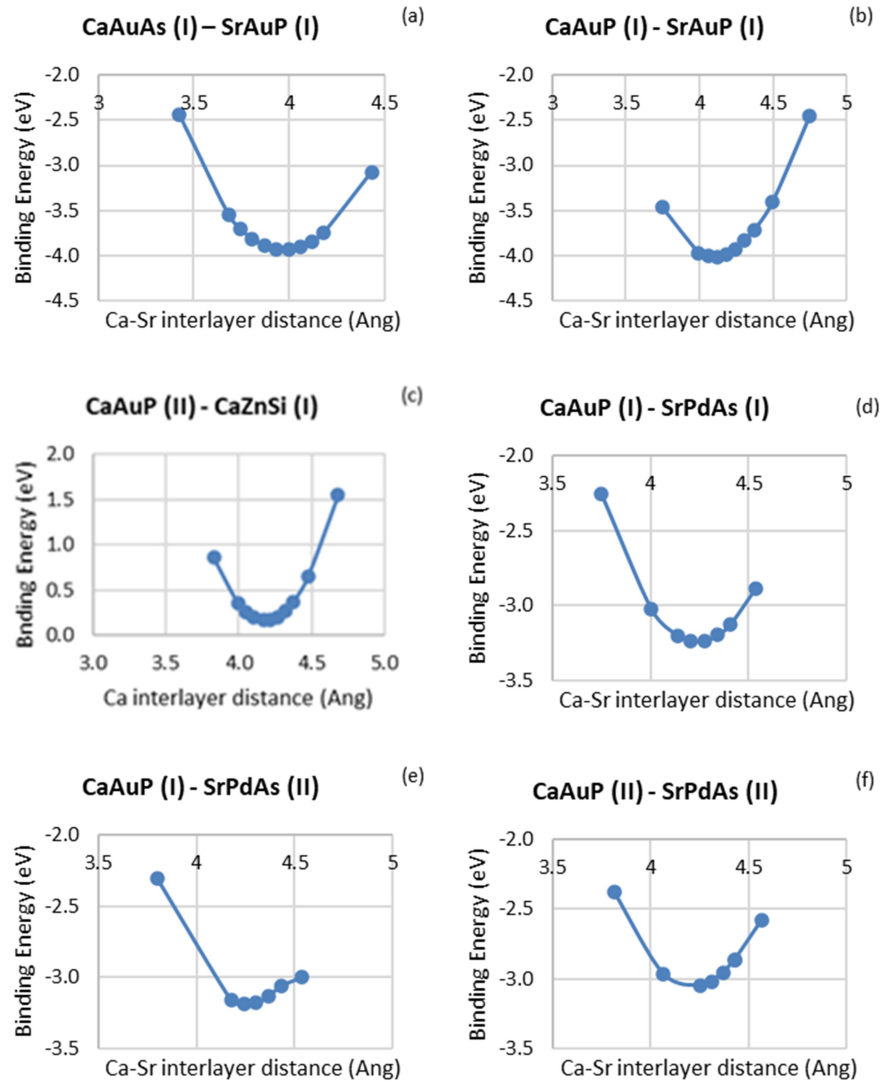 CaAuAs (I) – SrAuP (I)
(a)
Binding Energy (eV)
-2.0
-2.5
-3.0
-3.5
-4.0
-4.5
3 3.5 4 4.5
Ca-Sr interlayer distance (Ang)
CaAuP (I) - SrAuP (I)
(b)
Binding Energy (eV)
-2.0
-2.5
-3.0
-3.5
-4.0
-4.5
3 3.5 4 4.5 5
Ca-Sr interlayer distance (Ang)
CaAuP (II) - CaZnSi (I)
(c)
Bnding Energy (eV)
2.0
1.5
1.0
0.5
0.0
3.0 3.5 4.0 4.5 5.0
Ca interlayer distance (Ang)
CaAuP (I) - SrPdAs (I)
(d)
Binding Energy (eV)
-2.0
-2.5
-3.0
-3.5
3.5 4 4.5 5
Ca-Sr interlayer distance (Ang)
CaAuP (I) - SrPdAs (II)
(e)
Binding Energy (eV)
-2.0
-2.5
-3.0
-3.5
3.5 4 4.5 5
Ca-Sr interlayer distance (Ang)
CaAuP (II) - SrPdAs (II)
(f)
Binding Energy (eV)
-2.0
-2.5
-3.0
-3.5
3.5 4 4.5 5
Ca-Sr interlayer distance (Ang)